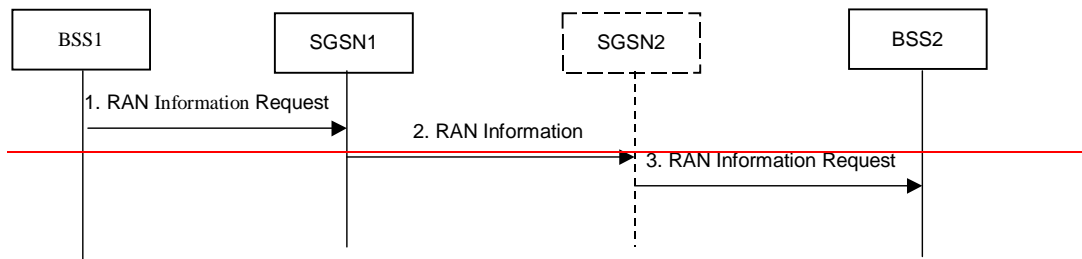 BSS1
SGSN1
SGSN2
BSS2
1. RAN Information Request
2. RAN Information
3. RAN Information Request